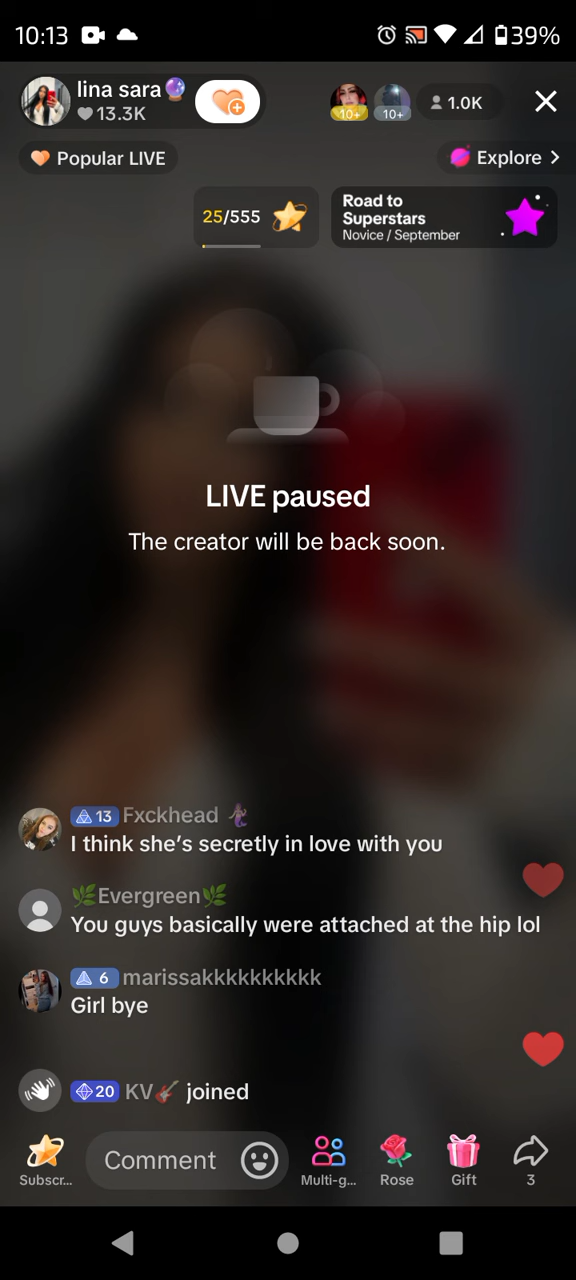 10:13
39%
lina sara🔮
13.3K
10+
10+
1.0K
Popular LIVE
Explore
25/555
Road to
Superstars
Novice / September
LIVE paused
The creator will be back soon.
13 Fxckhead 🧜🏽‍♀️
I think she’s secretly in love with you
🌿Evergreen🌿
You guys basically were attached at the hip lol
6 marissakkkkkkkkkk
Girl bye
20 KV🎸 joined
Comment
Subscr...
Multi-g...
Rose
Gift
3